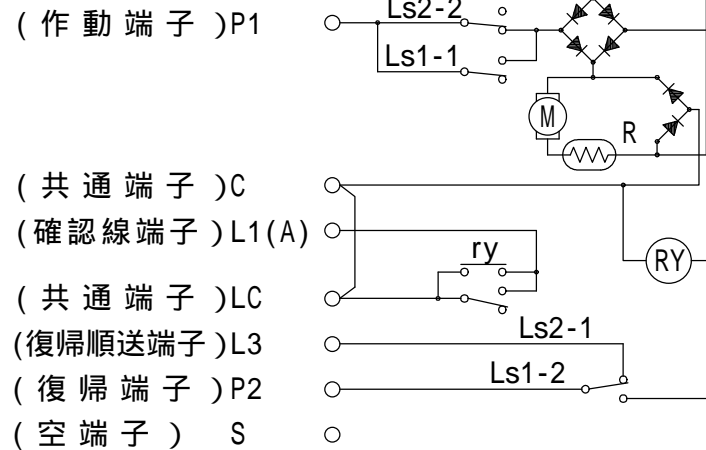 (作動端子)P1
Ls2-2
Ls1-1
M
R
(共通端子)C
(確認線端子)L1(A)
ry
RY
(共通端子)LC
Ls2-1
(復帰順送端子)L3
Ls1-2
(復帰端子)P2
(空端子) S